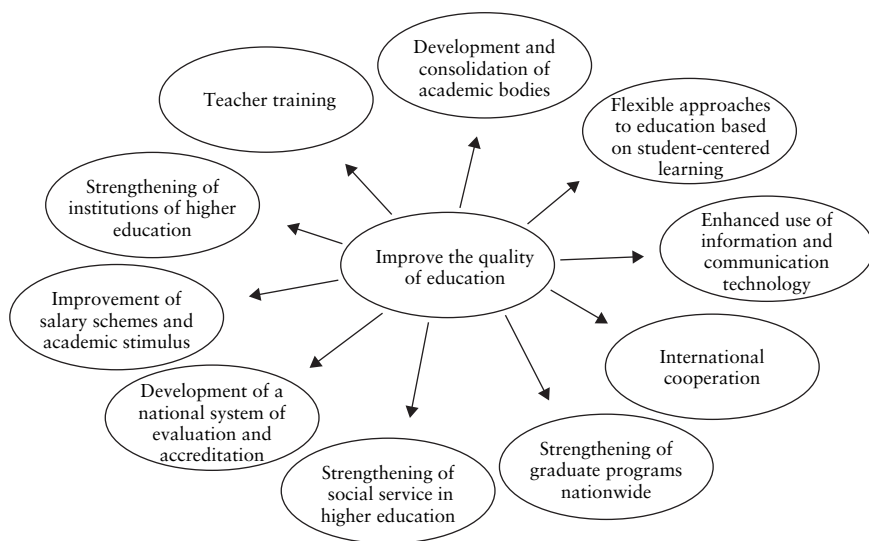 Development and
consolidation of
academic bodies
Teacher training
Flexible approaches
to education based
on student-centered
learning
Strengthening of
institutions of higher
education
Enhanced use of
information and
communication
technology
Improve the quality
of education
Improvement of
salary schemes and
academic stimulus
International
cooperation
Development of a
national system of
evaluation and
accreditation
Strengthening of
graduate programs
nationwide
Strengthening of
social service in
higher education